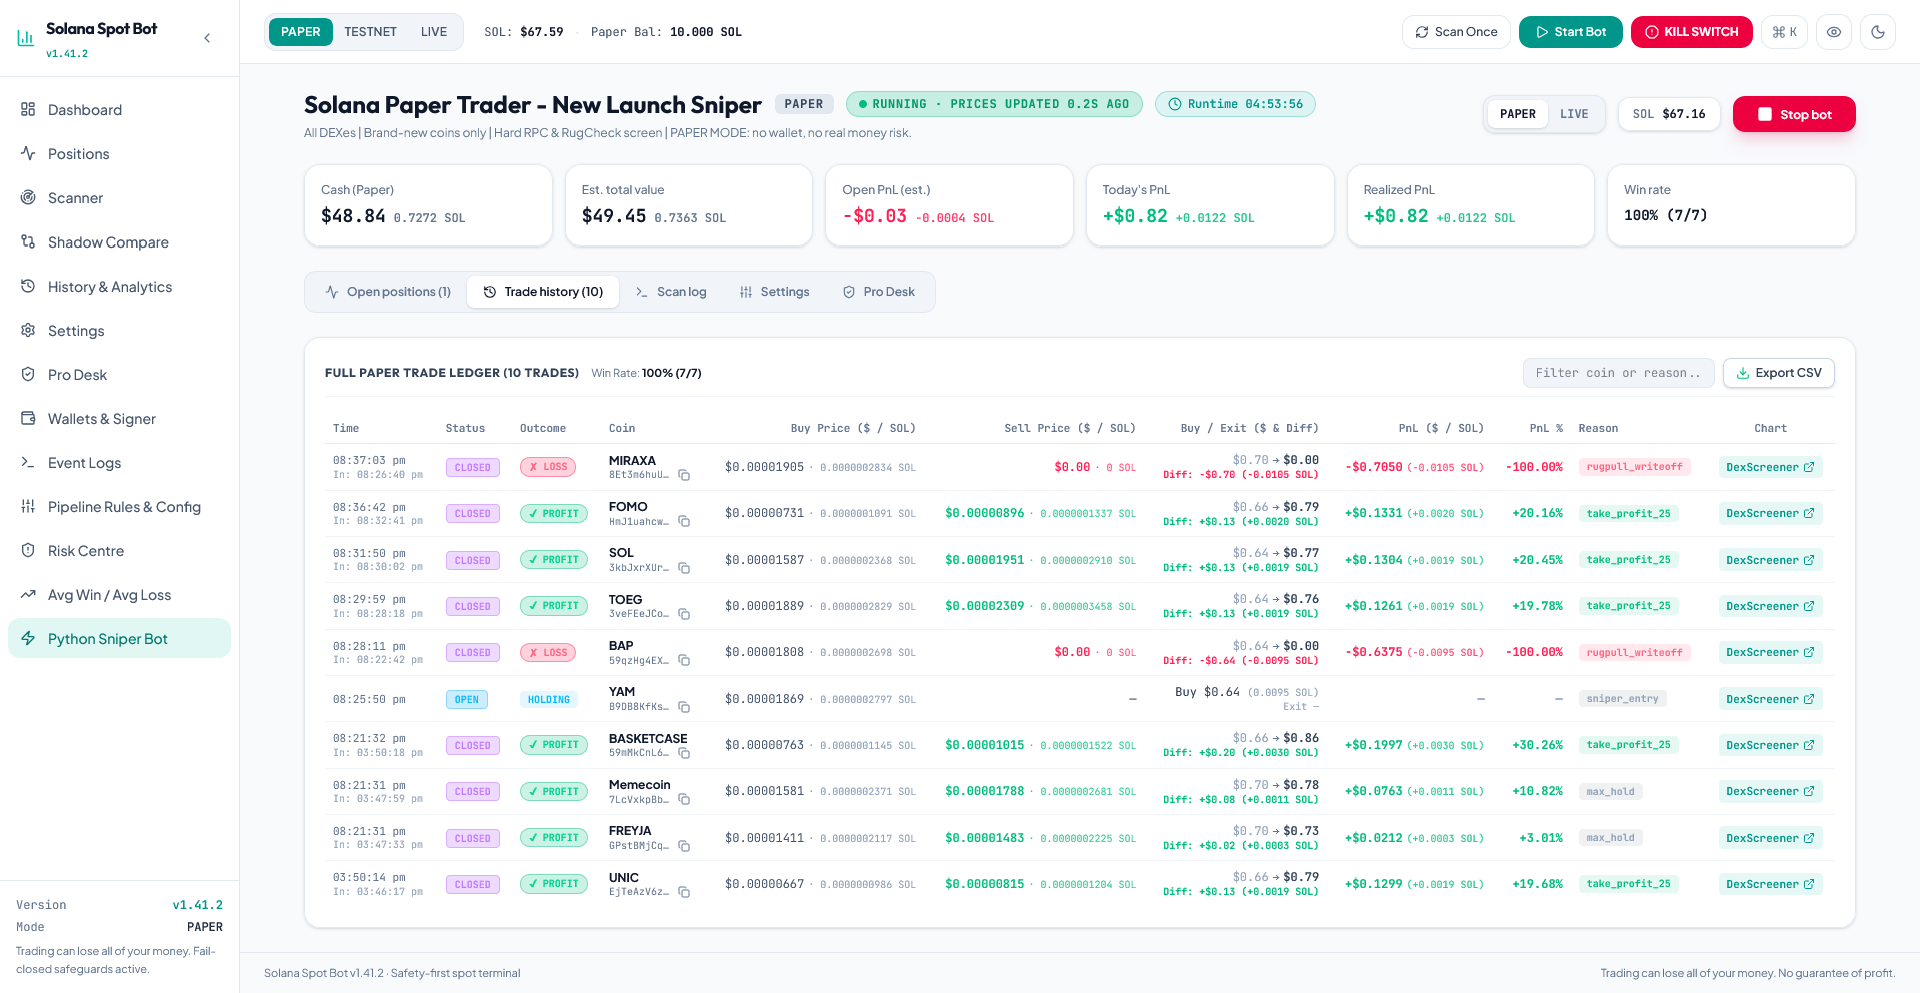 Solana Spot Bot
v1.41.2
Dashboard
Positions
Scanner
Shadow Compare
History & Analytics
Settings
Pro Desk
Wallets & Signer
Event Logs
Pipeline Rules & Config
Risk Centre
Avg Win / Avg Loss
Python Sniper Bot
Version v1.41.2
Mode PAPER
Trading can lose all of your money. Fail-
closed safeguards active.
PAPER TESTNET LIVE SOL: $67.59 · Paper Bal: 10.000 SOL Scan Once Start Bot KILL SWITCH ⌘ K
Solana Paper Trader - New Launch Sniper PAPER RUNNING · PRICES UPDATED 0.2S AGO Runtime 04:53:56
All DEXes | Brand-new coins only | Hard RPC & RugCheck screen | PAPER MODE: no wallet, no real money risk.
PAPER LIVE SOL $67.16 Stop bot
Cash (Paper)
$48.84 0.7272 SOL
Est. total value
$49.45 0.7363 SOL
Open PnL (est.)
-$0.03 -0.0004 SOL
Today's PnL
+$0.82 +0.0122 SOL
Realized PnL
+$0.82 +0.0122 SOL
Win rate
100% (7/7)
Open positions (1) Trade history (10) Scan log Settings Pro Desk
FULL PAPER TRADE LEDGER (10 TRADES) Win Rate: 100% (7/7) Filter coin or reason.. Export CSV
Time Status Outcome Coin Buy Price ($ / SOL) Sell Price ($ / SOL) Buy / Exit ($ & Diff) PnL ($ / SOL) PnL % Reason Chart
08:37:03 pm CLOSED ✗ LOSS MIRAXA $0.00001905 · 0.0000002834 SOL $0.00 · 0 SOL $0.70 → $0.00 -$0.7050 (-0.0105 SOL) -100.00% rugpull_writeoff DexScreener
In: 08:26:40 pm 8Et3m6huU… Diff: -$0.70 (-0.0105 SOL)
08:36:42 pm CLOSED ✓ PROFIT FOMO $0.00000731 · 0.0000001091 SOL $0.00000896 · 0.0000001337 SOL $0.66 → $0.79 +$0.1331 (+0.0020 SOL) +20.16% take_profit_25 DexScreener
In: 08:32:41 pm HmJ1uahcw… Diff: +$0.13 (+0.0020 SOL)
08:31:50 pm CLOSED ✓ PROFIT SOL $0.00001587 · 0.0000002368 SOL $0.00001951 · 0.0000002910 SOL $0.64 → $0.77 +$0.1304 (+0.0019 SOL) +20.45% take_profit_25 DexScreener
In: 08:30:02 pm 3kbJxrXUr… Diff: +$0.13 (+0.0019 SOL)
08:29:59 pm CLOSED ✓ PROFIT TOEG $0.00001889 · 0.0000002829 SOL $0.00002309 · 0.0000003458 SOL $0.64 → $0.76 +$0.1261 (+0.0019 SOL) +19.78% take_profit_25 DexScreener
In: 08:28:18 pm 3veFEeJCo… Diff: +$0.13 (+0.0019 SOL)
08:28:11 pm CLOSED ✗ LOSS BAP $0.00001808 · 0.0000002698 SOL $0.00 · 0 SOL $0.64 → $0.00 -$0.6375 (-0.0095 SOL) -100.00% rugpull_writeoff DexScreener
In: 08:22:42 pm 59qzHg4EX… Diff: -$0.64 (-0.0095 SOL)
08:25:50 pm OPEN HOLDING YAM $0.00001869 · 0.0000002797 SOL — Buy $0.64 (0.0095 SOL) — — sniper_entry DexScreener
B9DB8KfKs… Exit —
08:21:32 pm CLOSED ✓ PROFIT BASKETCASE $0.00000763 · 0.0000001145 SOL $0.00001015 · 0.0000001522 SOL $0.66 → $0.86 +$0.1997 (+0.0030 SOL) +30.26% take_profit_25 DexScreener
In: 03:50:18 pm 59mMkCnL6… Diff: +$0.20 (+0.0030 SOL)
08:21:31 pm CLOSED ✓ PROFIT Memecoin $0.00001581 · 0.0000002371 SOL $0.00001788 · 0.0000002681 SOL $0.70 → $0.78 +$0.0763 (+0.0011 SOL) +10.82% max_hold DexScreener
In: 03:47:59 pm 7LcVxkpBb… Diff: +$0.08 (+0.0011 SOL)
08:21:31 pm CLOSED ✓ PROFIT FREYJA $0.00001411 · 0.0000002117 SOL $0.00001483 · 0.0000002225 SOL $0.70 → $0.73 +$0.0212 (+0.0003 SOL) +3.01% max_hold DexScreener
In: 03:47:33 pm GPstBMjCq… Diff: +$0.02 (+0.0003 SOL)
03:50:14 pm CLOSED ✓ PROFIT UNIC $0.00000667 · 0.0000000986 SOL $0.00000815 · 0.0000001204 SOL $0.66 → $0.79 +$0.1299 (+0.0019 SOL) +19.68% take_profit_25 DexScreener
In: 03:46:17 pm EjTeAzV6z… Diff: +$0.13 (+0.0019 SOL)
Solana Spot Bot v1.41.2 · Safety-first spot terminal Trading can lose all of your money. No guarantee of profit.